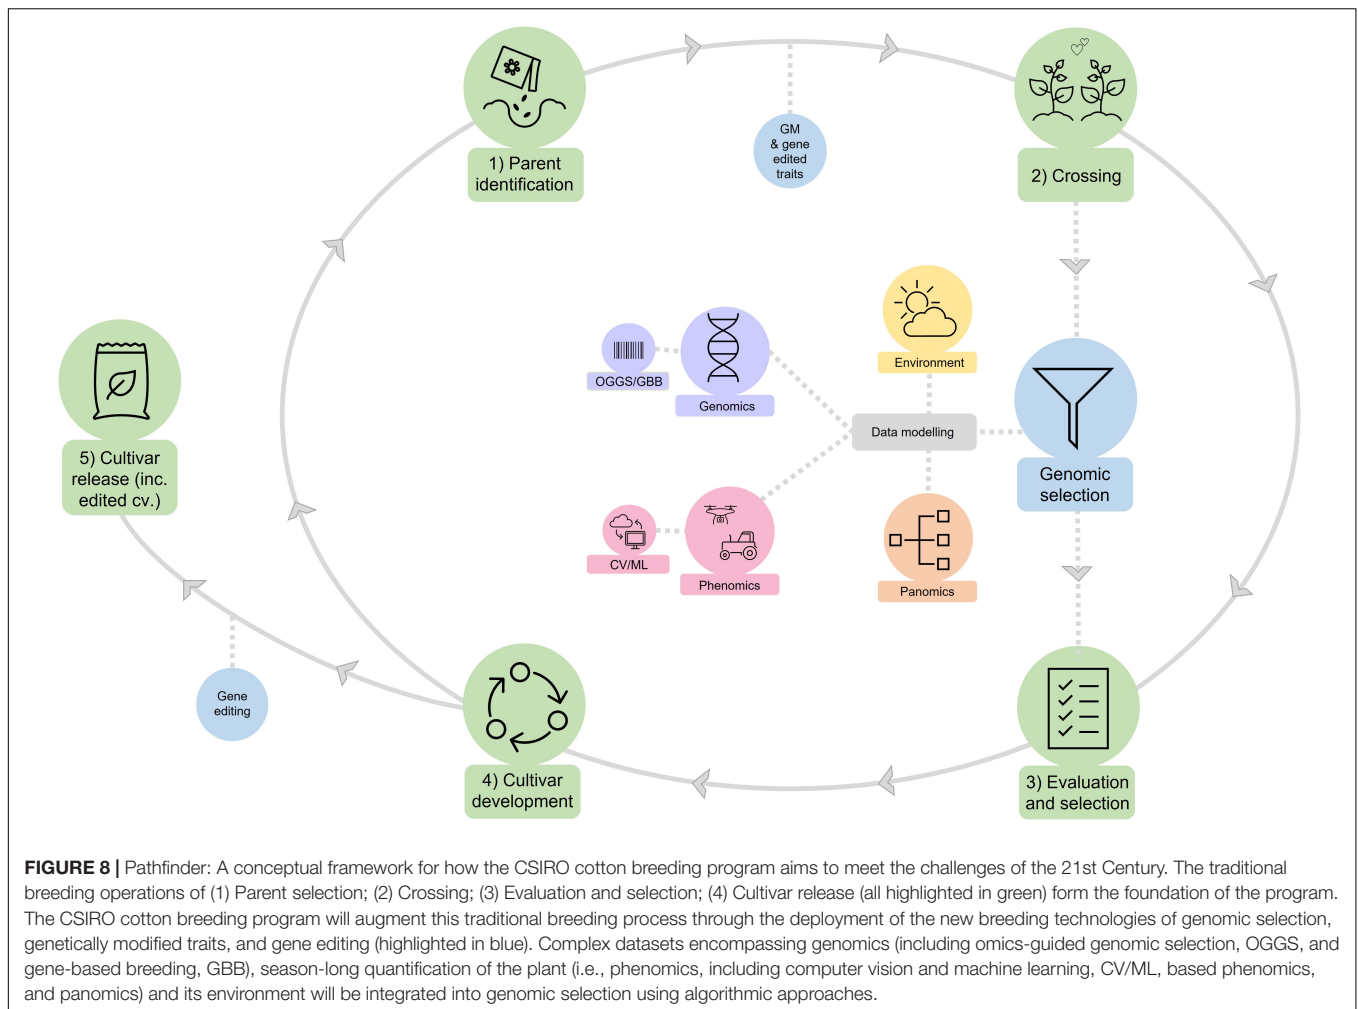 1) Parent
identification
GM
& gene
edited
traits
2) Crossing
OGGS/GBB
Genomics
Environment
Data modelling
Genomic
selection
5) Cultivar
release (inc.
edited cv.)
CV/ML
Phenomics
Panomics
Gene
editing
4) Cultivar
development
3) Evaluation
and selection
FIGURE 8 | Pathfinder: A conceptual framework for how the CSIRO cotton breeding program aims to meet the challenges of the 21st Century. The traditional
breeding operations of (1) Parent selection; (2) Crossing; (3) Evaluation and selection; (4) Cultivar release (all highlighted in green) form the foundation of the program.
The CSIRO cotton breeding program will augment this traditional breeding process through the deployment of the new breeding technologies of genomic selection,
genetically modified traits, and gene editing (highlighted in blue). Complex datasets encompassing genomics (including omics-guided genomic selection, OGGS, and
gene-based breeding, GBB), season-long quantification of the plant (i.e., phenomics, including computer vision and machine learning, CV/ML, based phenomics,
and panomics) and its environment will be integrated into genomic selection using algorithmic approaches.